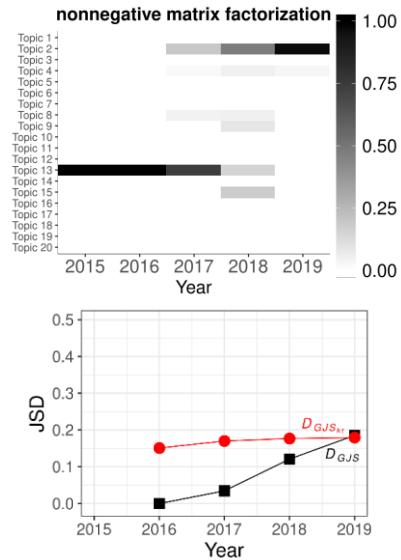 nonnegative matrix factorization
Topic 1
Topic 2
Topic 3
Topic 4
Topic 5
Topic 6
Topic 7
Topic 8
Topic 9
Topic 10
Topic 11
Topic 12
Topic 13
Topic 14
Topic 15
Topic 16
Topic 17
Topic 18
Topic 19
Topic 20
2015 2016 2017 2018 2019
Year
1.00
0.75
0.50
0.25
0.00
0.5
0.4
0.3
0.2
0.1
0.0
JSD
D_GJS_kt
D_GJS
2015 2016 2017 2018 2019
Year